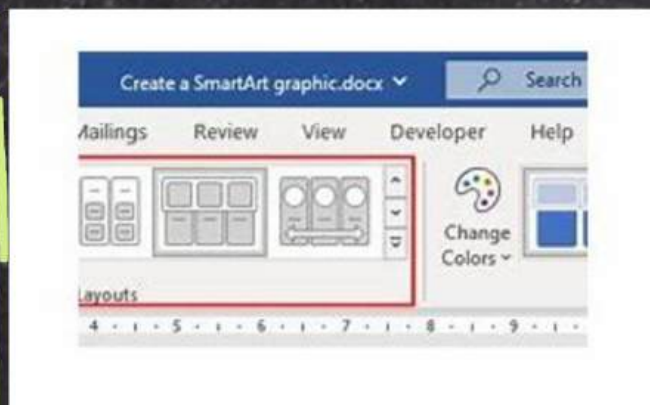 Create a SmartArt graphic.docx
Search
Mailings Review View Developer Help
Change
Colors
Layouts
4 5 6 7 8 9